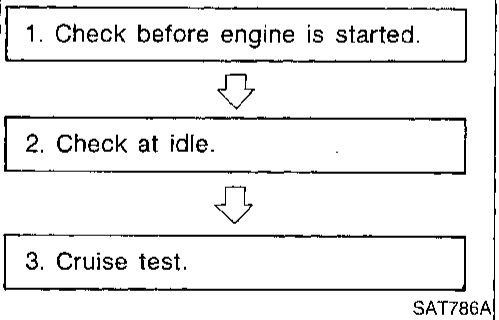 1. Check before engine is started.
2. Check at idle.
3. Cruise test.
SAT786A